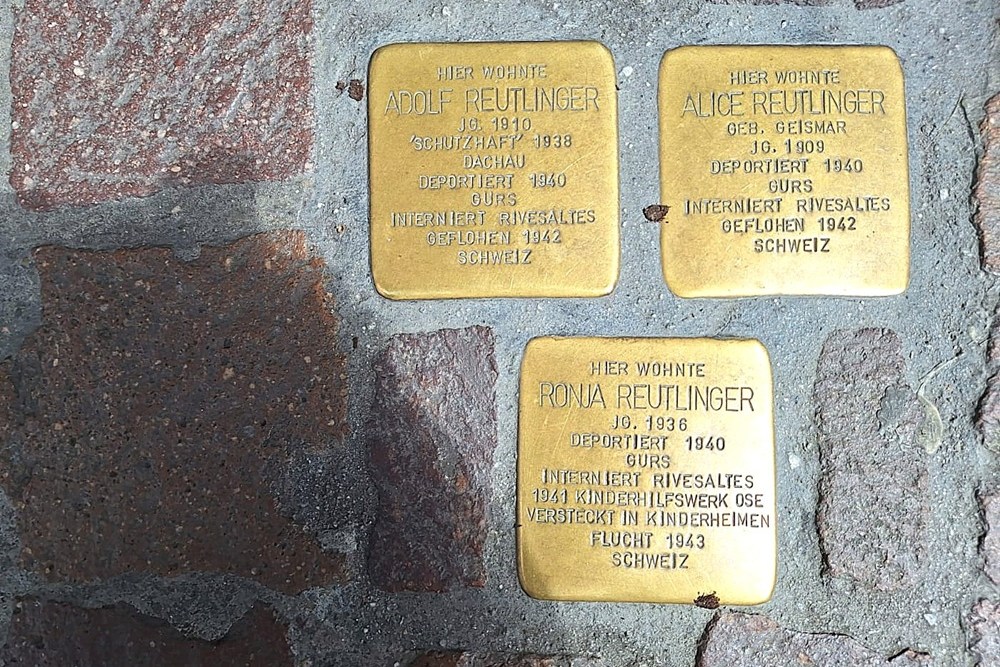 HIER WOHNTE
ADOLF REUTLINGER
JG. 1910
'SCHUTZHAFT' 1938
DACHAU
DEPORTIERT 1940
GURS
INTERNIERT RIVESALTES
GEFLOHEN 1942
SCHWEIZ
HIER WOHNTE
ALICE REUTLINGER
GEB. GEISMAR
JG. 1909
DEPORTIERT 1940
GURS
INTERNIERT RIVESALTES
GEFLOHEN 1942
SCHWEIZ
HIER WOHNTE
RONJA REUTLINGER
JG. 1936
DEPORTIERT 1940
GURS
INTERNIERT RIVESALTES
1941 KINDERHILFSWERK OSE
VERSTECKT IN KINDERHEIMEN
FLUCHT 1943
SCHWEIZ